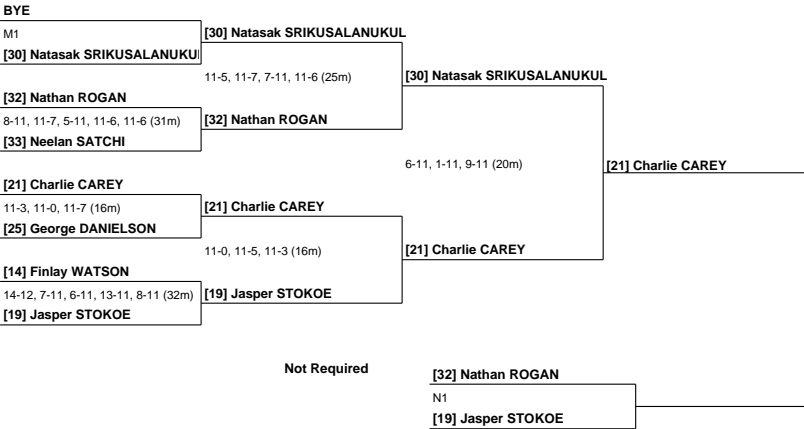 BYE
M1
[30] Natasak SRIKUSALANUKUL
[30] Natasak SRIKUSALANUKUL
11-5, 11-7, 7-11, 11-6 (25m)
[30] Natasak SRIKUSALANUKUL
[32] Nathan ROGAN
8-11, 11-7, 5-11, 11-6, 11-6 (31m)
[32] Nathan ROGAN
[33] Neelan SATCHI
6-11, 1-11, 9-11 (20m)
[21] Charlie CAREY
[21] Charlie CAREY
11-3, 11-0, 11-7 (16m)
[21] Charlie CAREY
[25] George DANIELSON
11-0, 11-5, 11-3 (16m)
[21] Charlie CAREY
[14] Finlay WATSON
14-12, 7-11, 6-11, 13-11, 8-11 (32m)
[19] Jasper STOKOE
[19] Jasper STOKOE
Not Required
[32] Nathan ROGAN
N1
[19] Jasper STOKOE